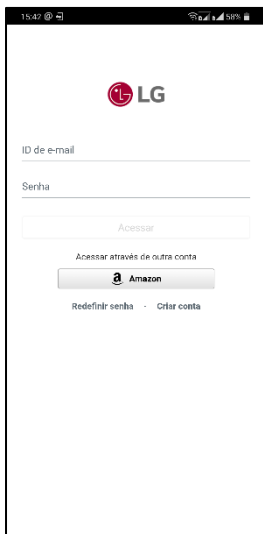 15:42 @ 58%
LG
ID de e-mail
Senha
Acessar
Acessar através de outra conta
a Amazon
Redefinir senha - Criar conta